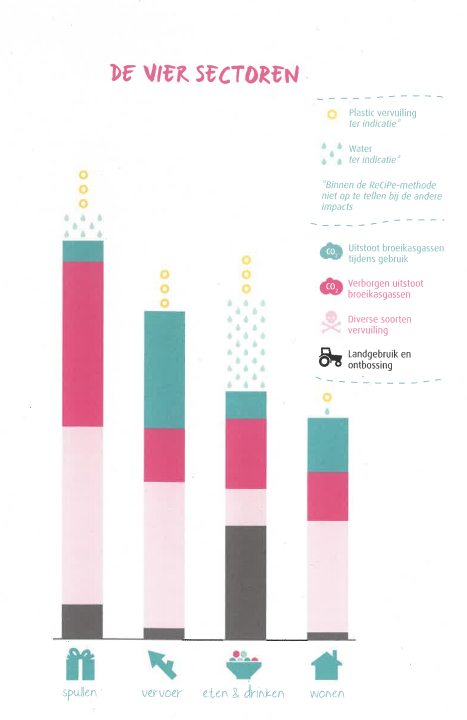 DE VIER SECTOREN
Plastic vervuiling
ter indicatie*
Water
ter indicatie*
*Binnen de ReCiPe-methode
niet op te tellen bij de andere
impacts
CO2
Uitstoot broeikasgassen
tijdens gebruik
CO2
Verborgen uitstoot
broeikasgassen
Diverse soorten
vervuiling
Landgebruik en
ontbossing
spullen
vervoer
eten & drinken
wonen